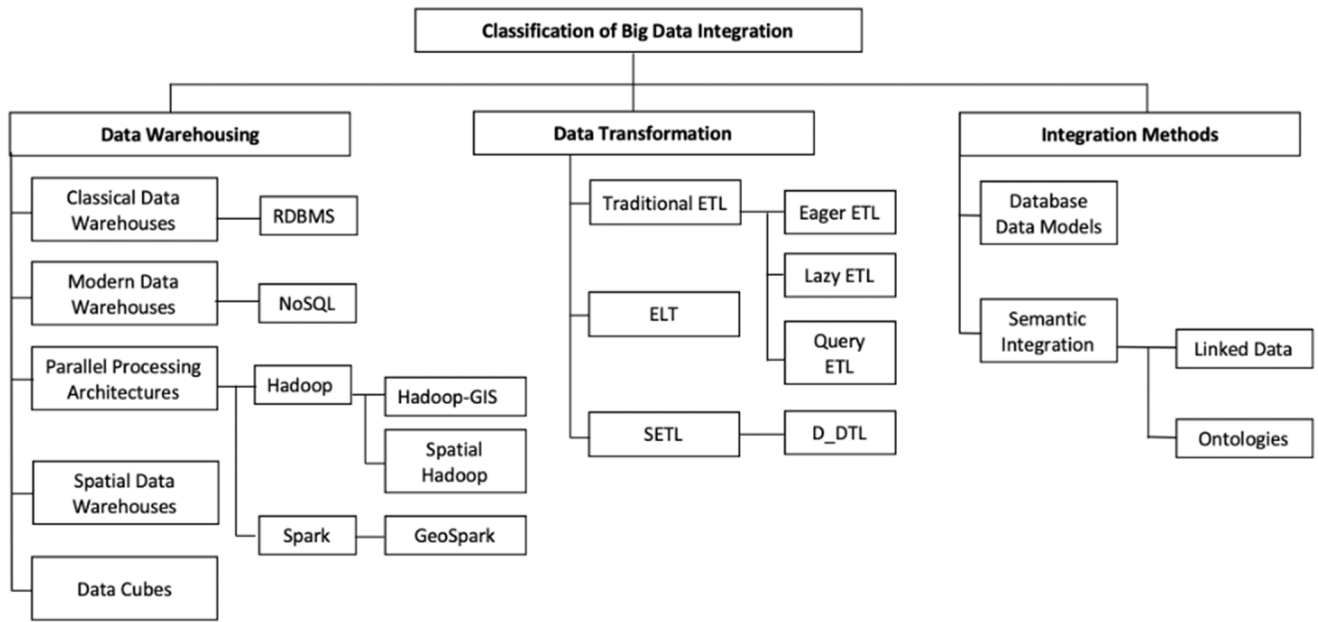 Classification of Big Data Integration
Data Warehousing
Classical Data
Warehouses
RDBMS
Modern Data
Warehouses
NoSQL
Parallel Processing
Architectures
Hadoop
Hadoop-GIS
Spatial
Hadoop
Spark
GeoSpark
Spatial Data
Warehouses
Data Cubes
Data Transformation
Traditional ETL
Eager ETL
Lazy ETL
Query
ETL
ELT
SETL
D_DTL
Integration Methods
Database
Data Models
Semantic
Integration
Linked Data
Ontologies